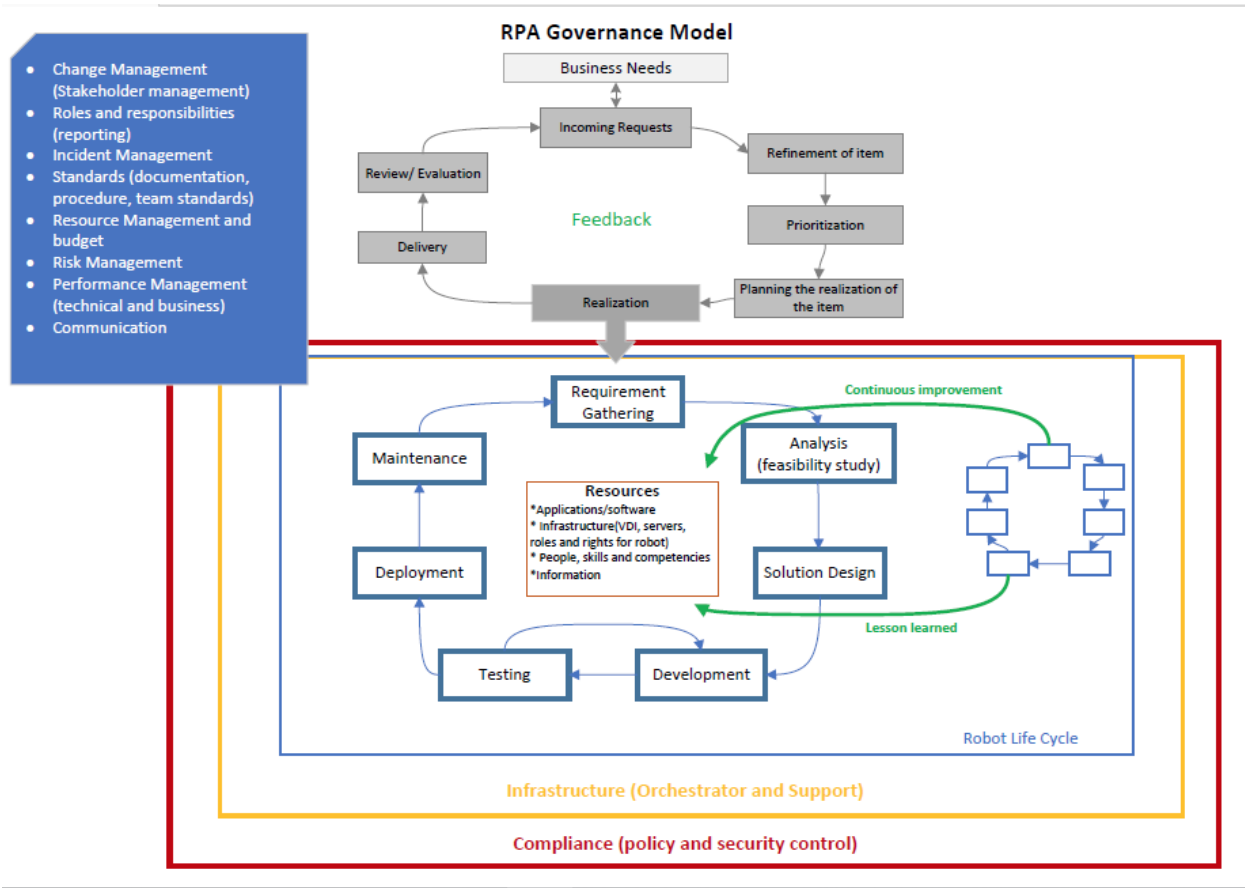 RPA Governance Model
● Change Management
(Stakeholder management)
● Roles and responsibilities
(reporting)
● Incident Management
● Standards (documentation,
procedure, team standards)
● Resource Management and
budget
● Risk Management
● Performance Management
(technical and business)
● Communication
Business Needs
Incoming Requests
Refinement of item
Prioritization
Planning the realization of
the item
Realization
Delivery
Review/ Evaluation
Feedback
Requirement
Gathering
Analysis
(feasibility study)
Solution Design
Development
Testing
Deployment
Maintenance
Resources
*Applications/software
* Infrastructure(VDI, servers,
roles and rights for robot)
* People, skills and competencies
*Information
Continuous improvement
Lesson learned
Robot Life Cycle
Infrastructure (Orchestrator and Support)
Compliance (policy and security control)